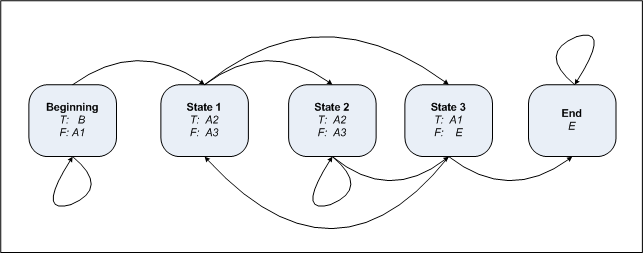 Beginning
T: B
F: A1
State 1
T: A2
F: A3
State 2
T: A2
F: A3
State 3
T: A1
F: E
End
E